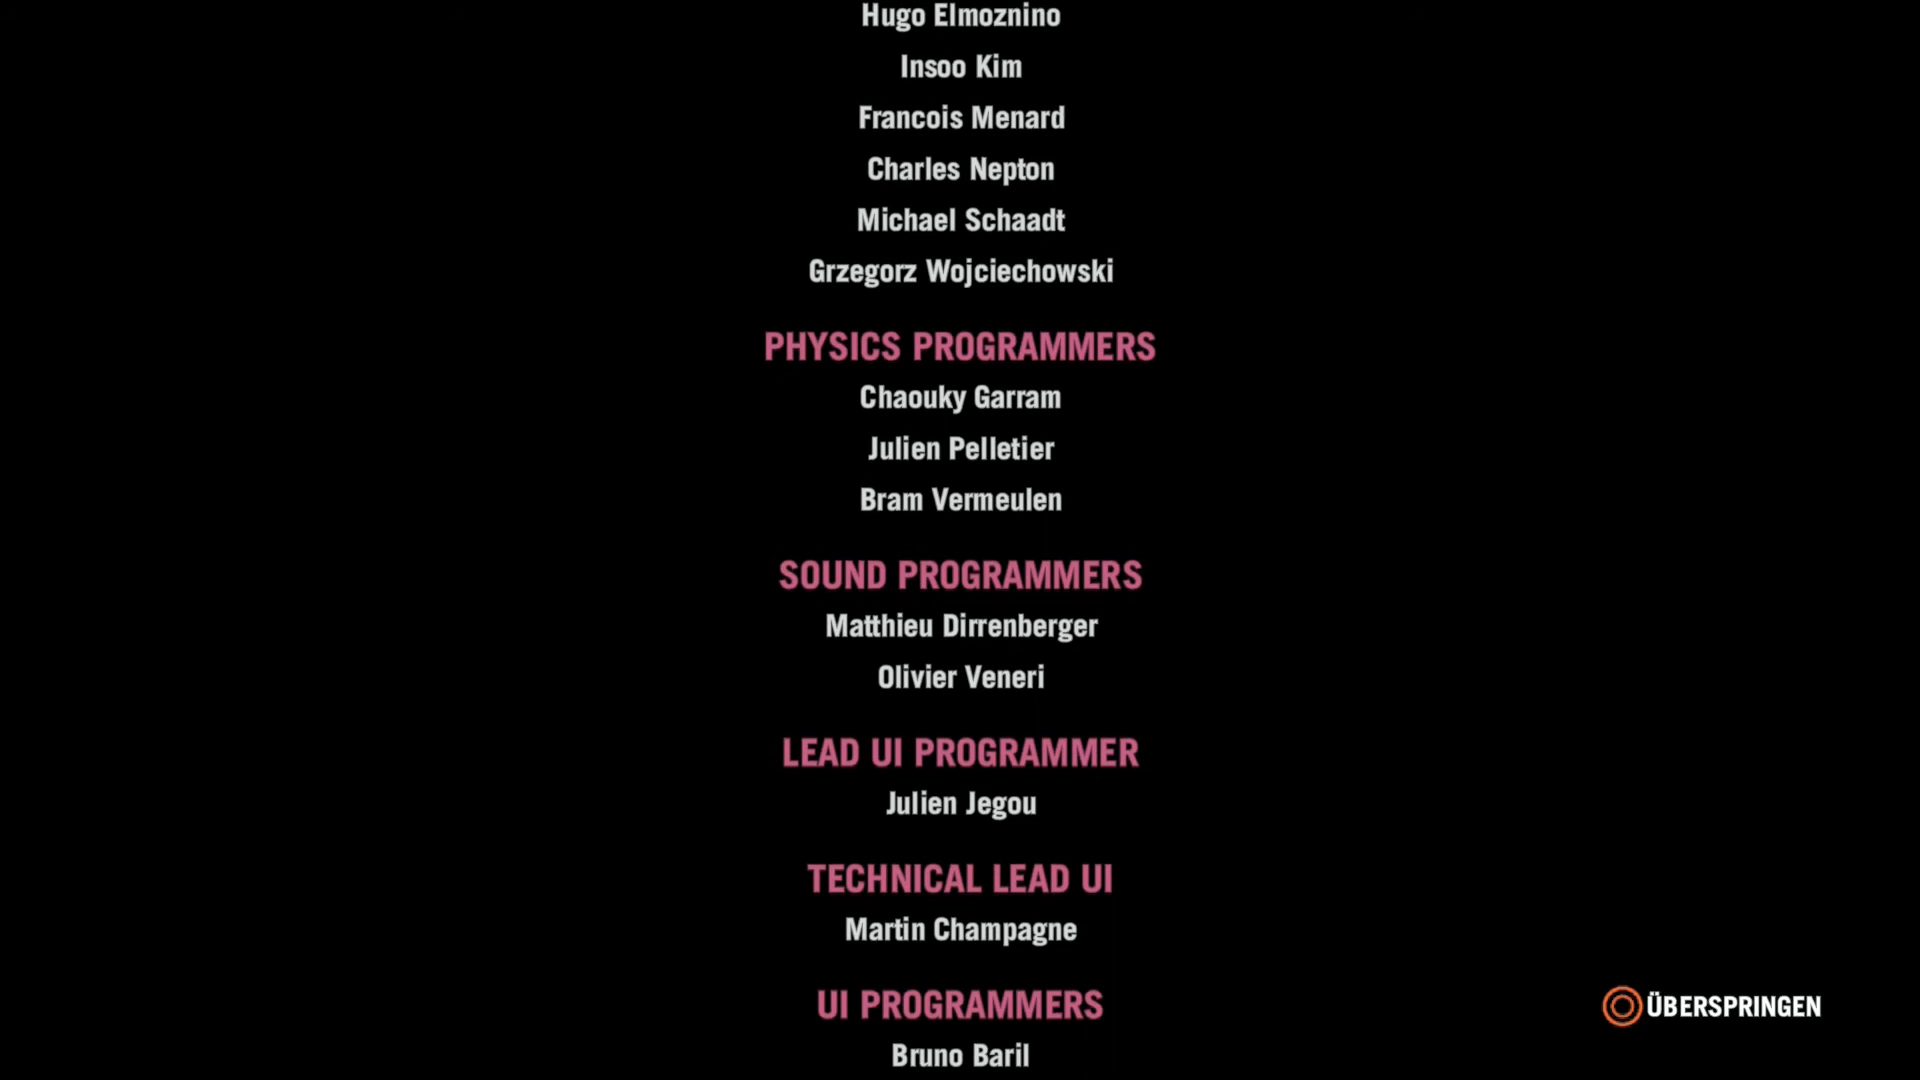 Hugo Elmoznino
Insoo Kim
Francois Menard
Charles Nepton
Michael Schaadt
Grzegorz Wojciechowski
PHYSICS PROGRAMMERS
Chaouky Garram
Julien Pelletier
Bram Vermeulen
SOUND PROGRAMMERS
Matthieu Dirrenberger
Olivier Veneri
LEAD UI PROGRAMMER
Julien Jegou
TECHNICAL LEAD UI
Martin Champagne
UI PROGRAMMERS
ÜBERSPRINGEN
Bruno Baril